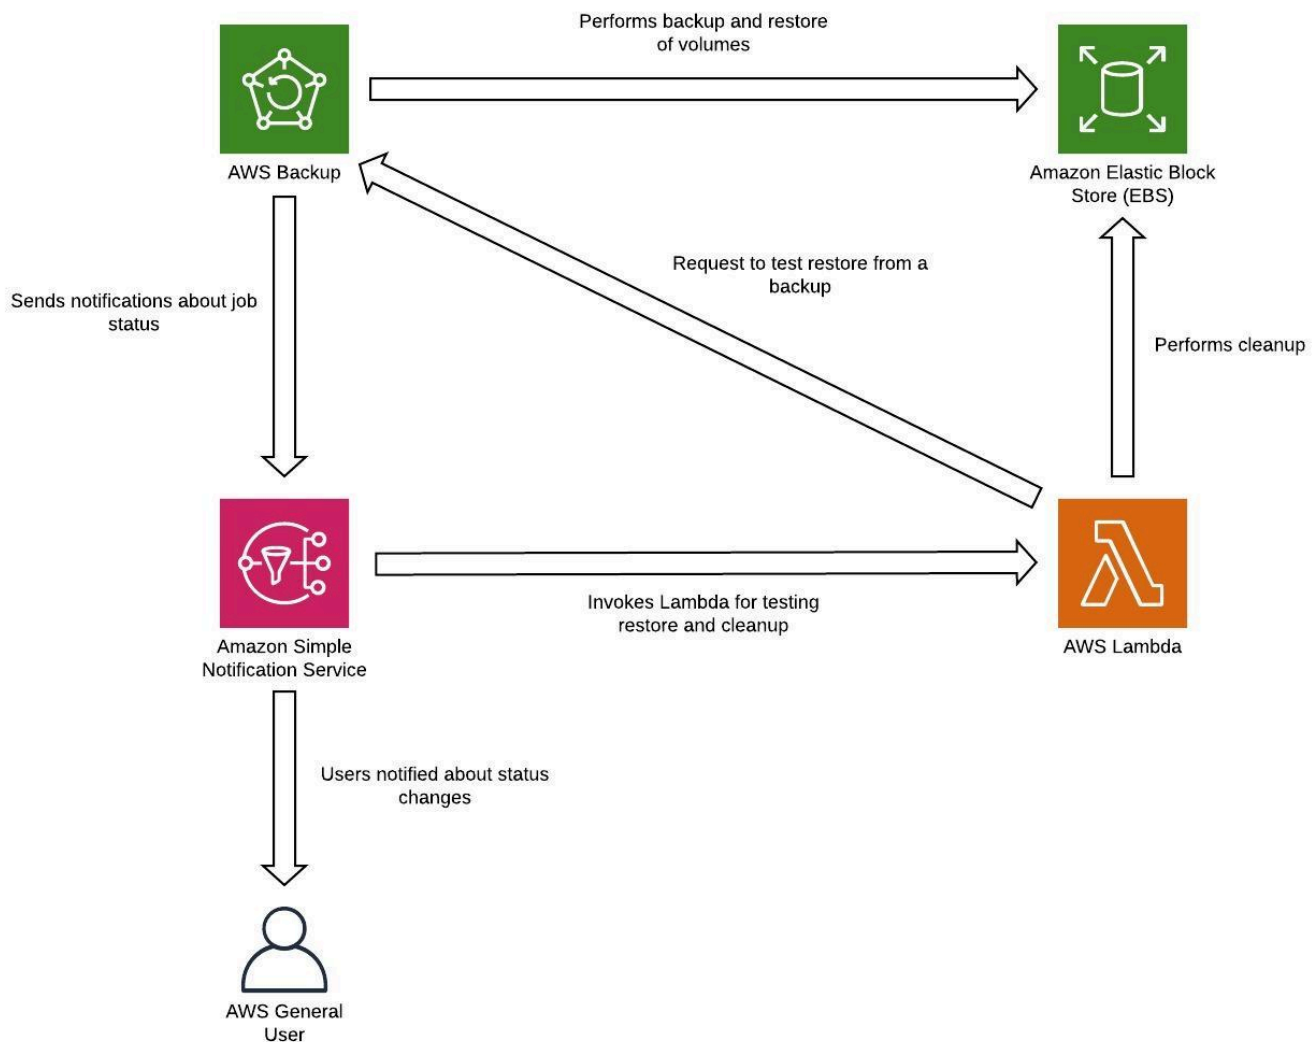 Performs backup and restore
of volumes
AWS Backup
Amazon Elastic Block
Store (EBS)
Request to test restore from a
backup
Sends notifications about job
status
Performs cleanup
Invokes Lambda for testing
restore and cleanup
Amazon Simple
Notification Service
AWS Lambda
Users notified about status
changes
AWS General
User